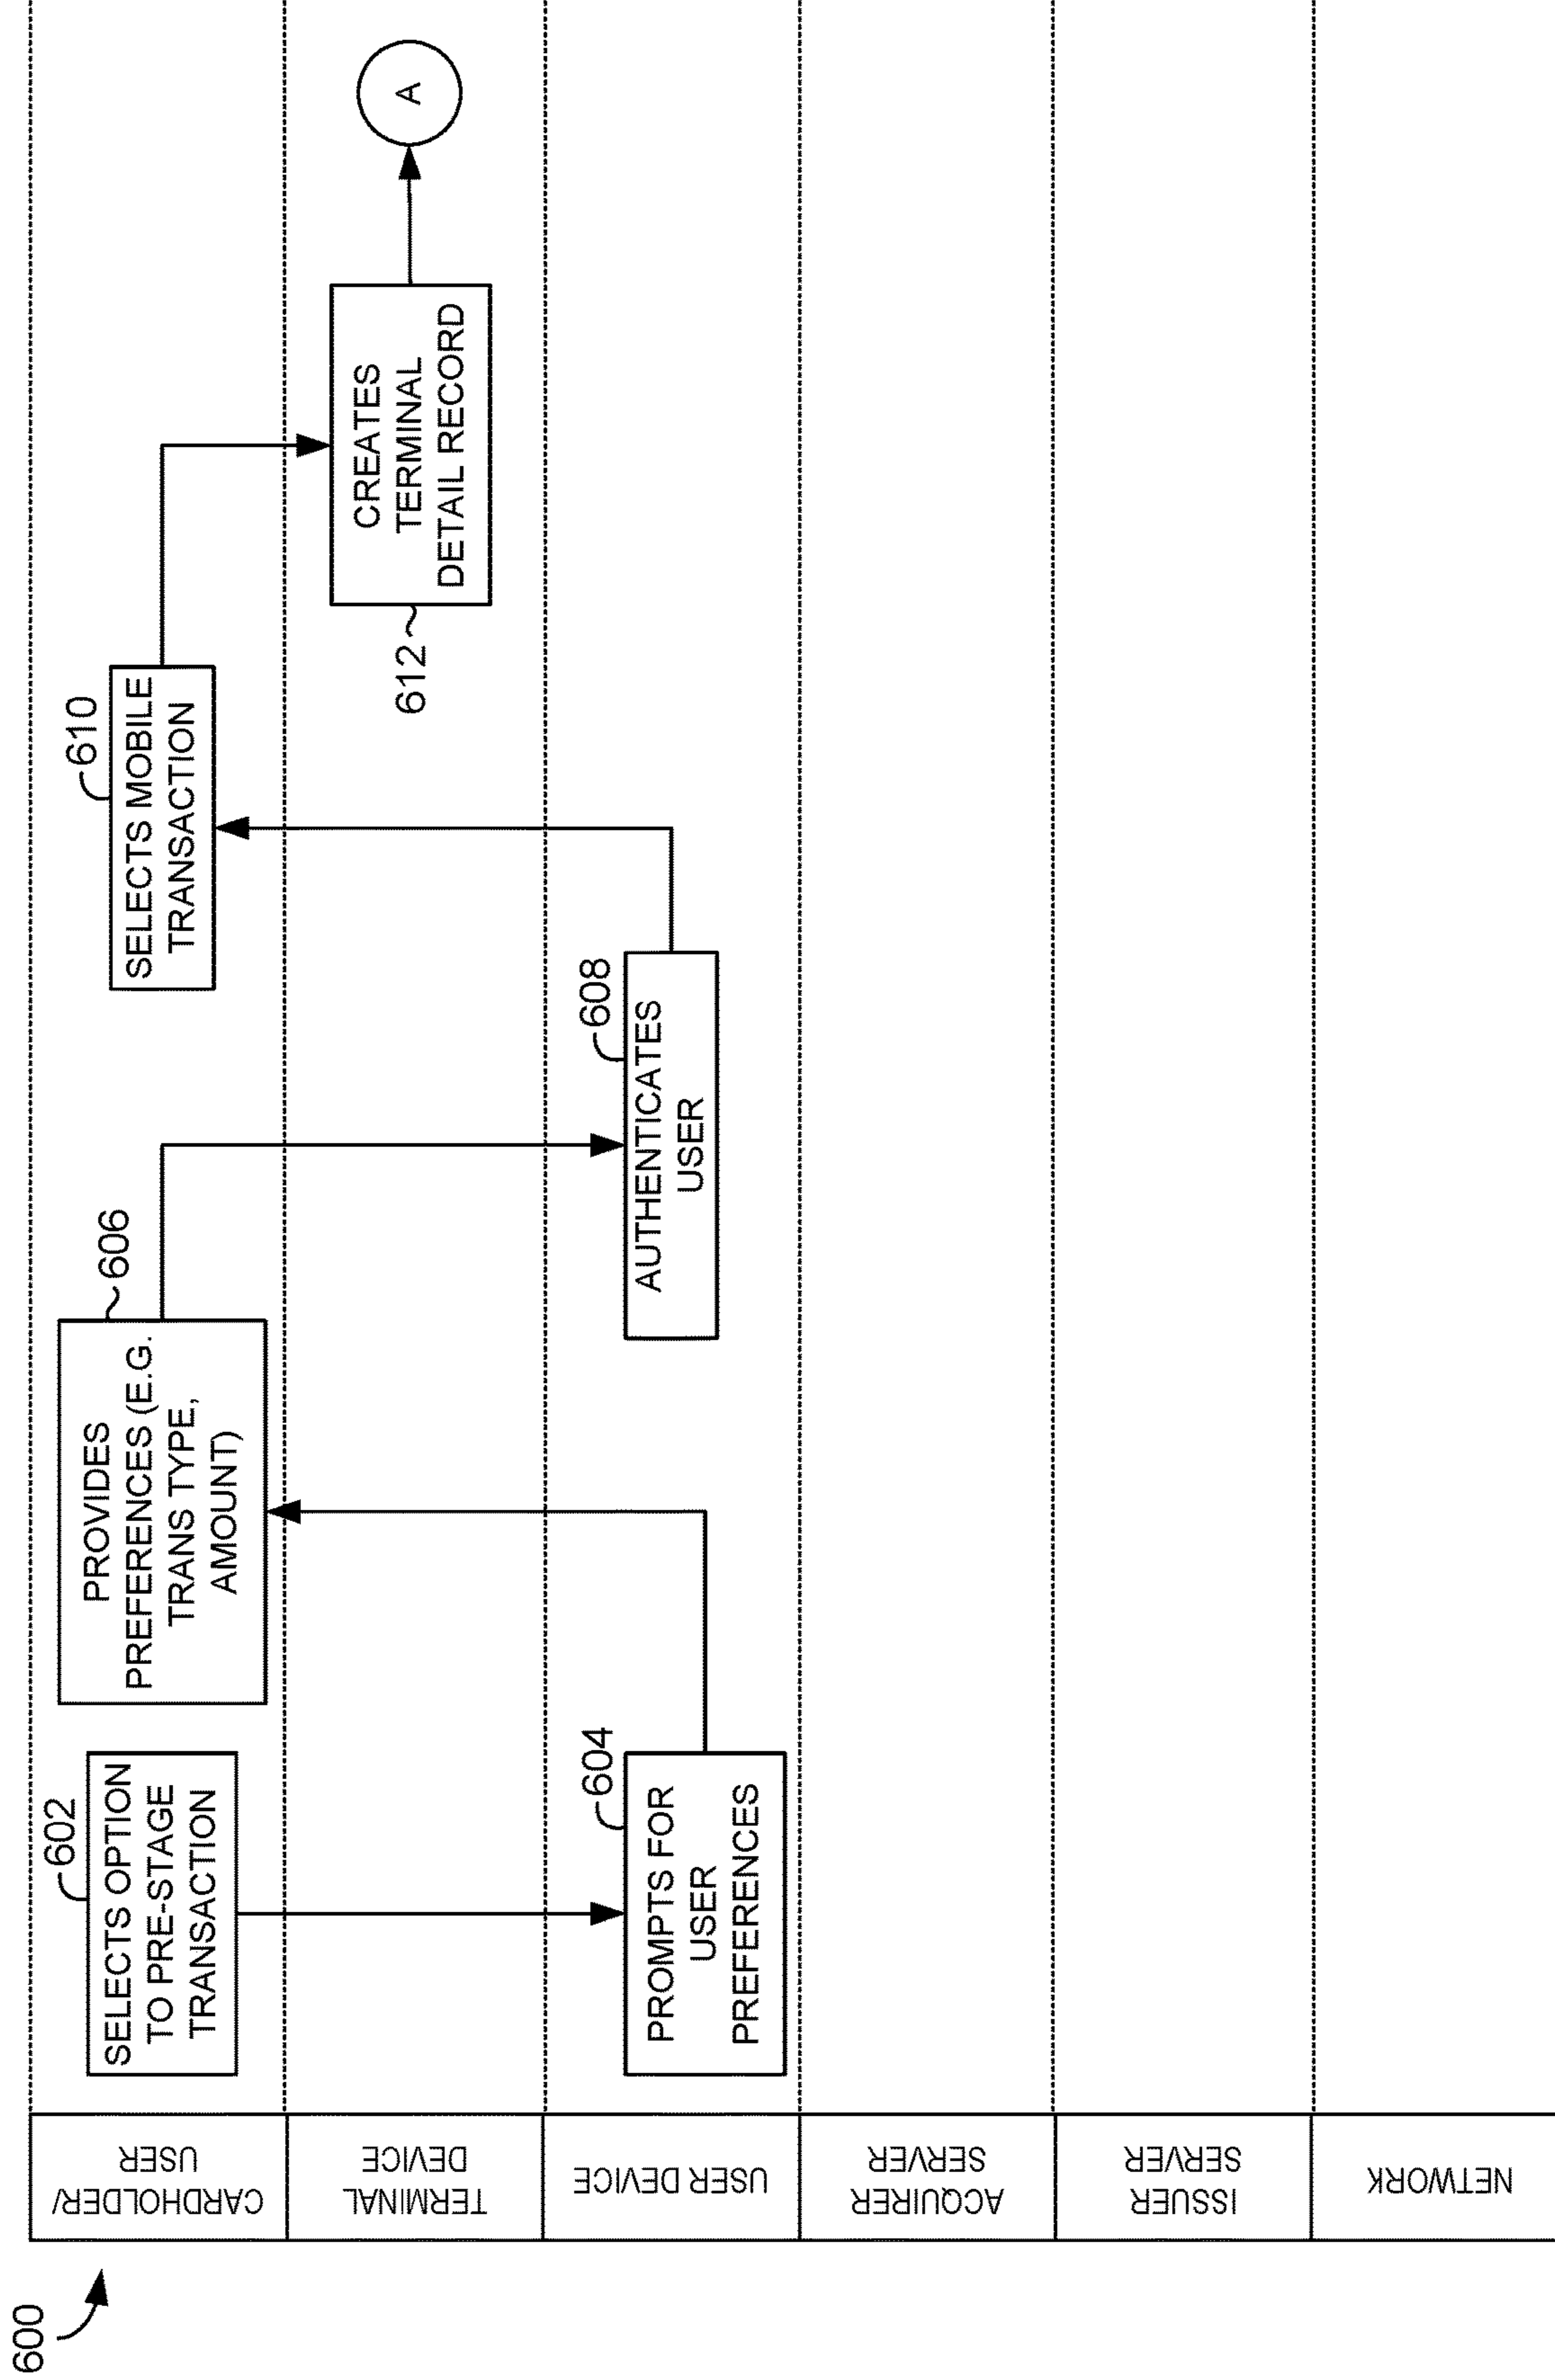 600
CARDHOLDER/
USER
TERMINAL
DEVICE
USER DEVICE
ACQUIRER
SERVER
ISSUER
SERVER
NETWORK
602
SELECTS OPTION
TO PRE-STAGE
TRANSACTION
604
PROMPTS FOR
USER
PREFERENCES
606
PROVIDES
PREFERENCES (E.G.
TRANS TYPE,
AMOUNT)
608
AUTHENTICATES
USER
610
SELECTS MOBILE
TRANSACTION
612
CREATES
TERMINAL
DETAIL RECORD
A